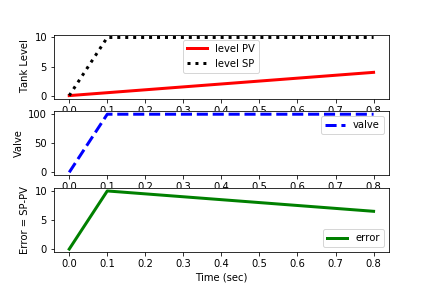 Tank Level
10
5
0
level PV
level SP
0.0 0.1 0.2 0.3 0.4 0.5 0.6 0.7 0.8
Valve
100
50
0
valve
0.0 0.1 0.2 0.3 0.4 0.5 0.6 0.7 0.8
Error = SP-PV
10
5
0
error
0.0 0.1 0.2 0.3 0.4 0.5 0.6 0.7 0.8
Time (sec)